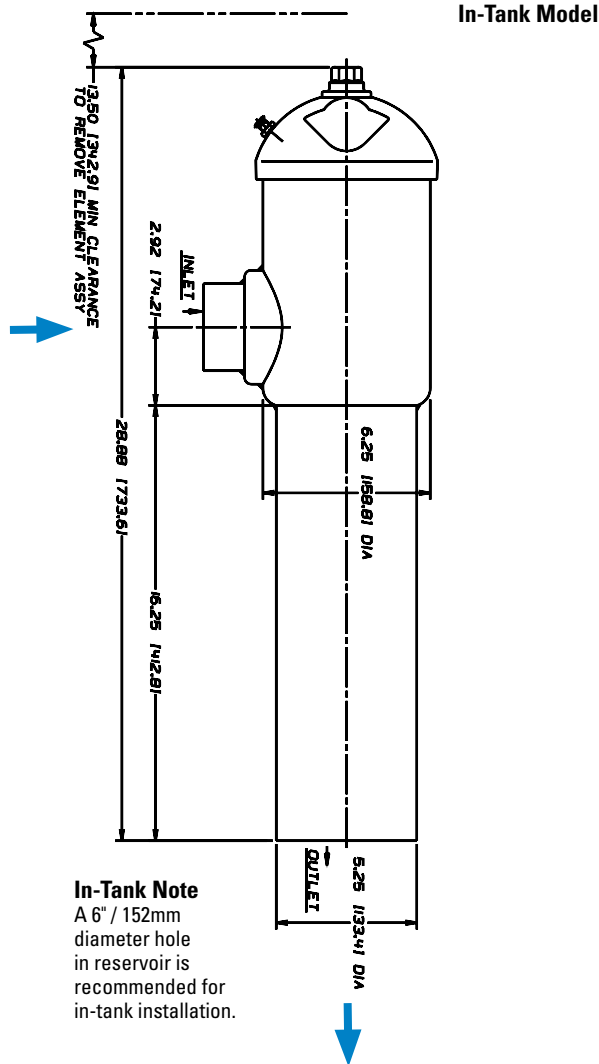 In-Tank Model
13.50 [342.9] MIN CLEARANCE
TO REMOVE ELEMENT ASSY
2.92 [74.2]
INLET
28.88 [733.6]
6.25 [158.8] DIA
16.25 [412.8]
OUTLET
5.25 [133.4] DIA
In-Tank Note
A 6" / 152mm
diameter hole
in reservoir is
recommended for
in-tank installation.